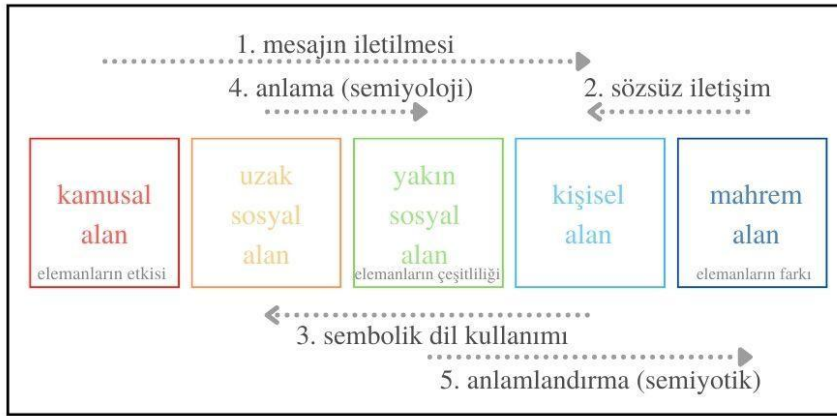 1. mesajın iletilmesi
4. anlama (semiyoloji)
2. sözsüz iletişim
kamusal
alan
elemanların etkisi
uzak
sosyal
alan
yakın
sosyal
alan
elemanların çeşitliliği
kişisel
alan
mahrem
alan
elemanların farkı
3. sembolik dil kullanımı
5. anlamlandırma (semiyotik)